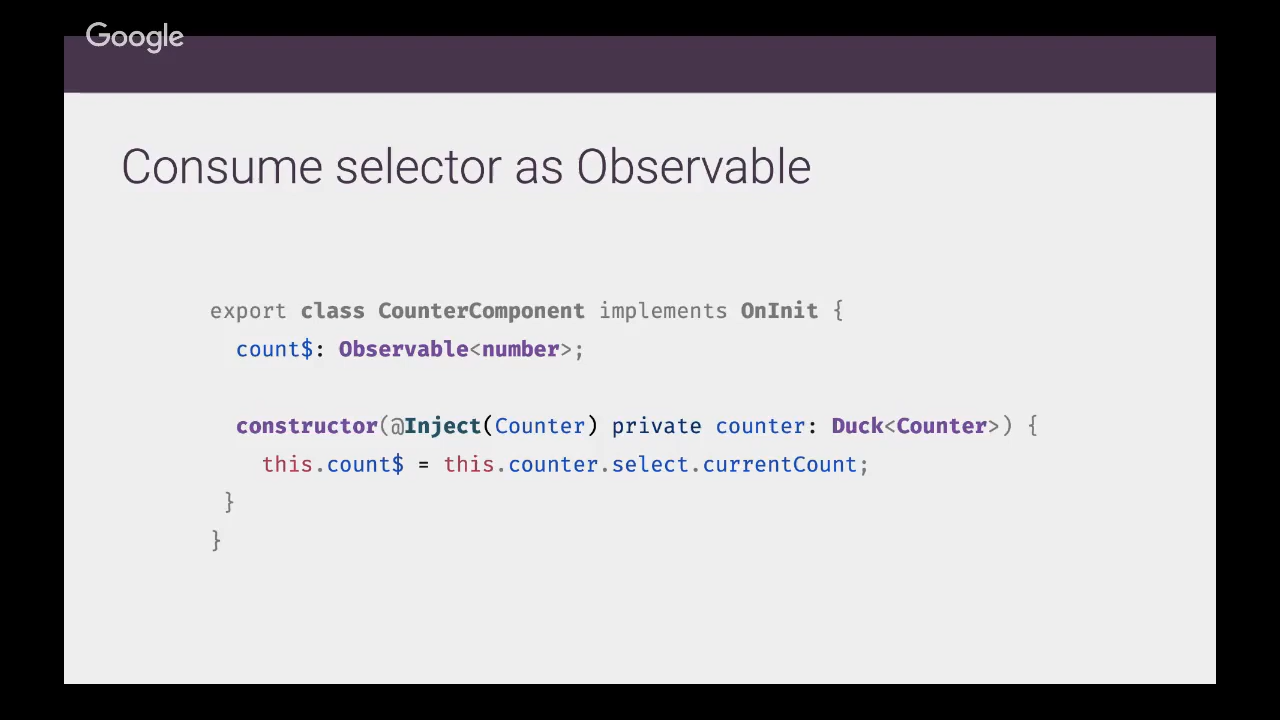 Google
Consume selector as Observable
export class CounterComponent implements OnInit {
count$: Observable<number>;
constructor(@Inject(Counter) private counter: Duck<Counter>) {
this.count$ = this.counter.select.currentCount;
}
}